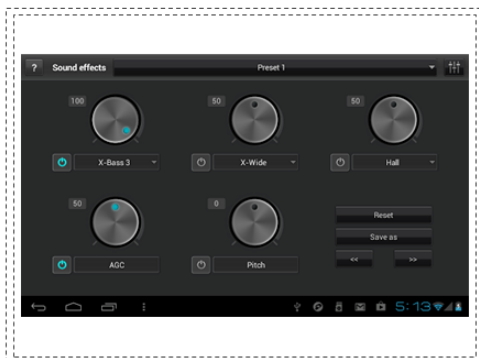 ? Sound effects Preset 1
100 50 50
X-Bass 3 X-Wide Hall
50 0
Reset
Save as
<< >>
AGC Pitch
5:13